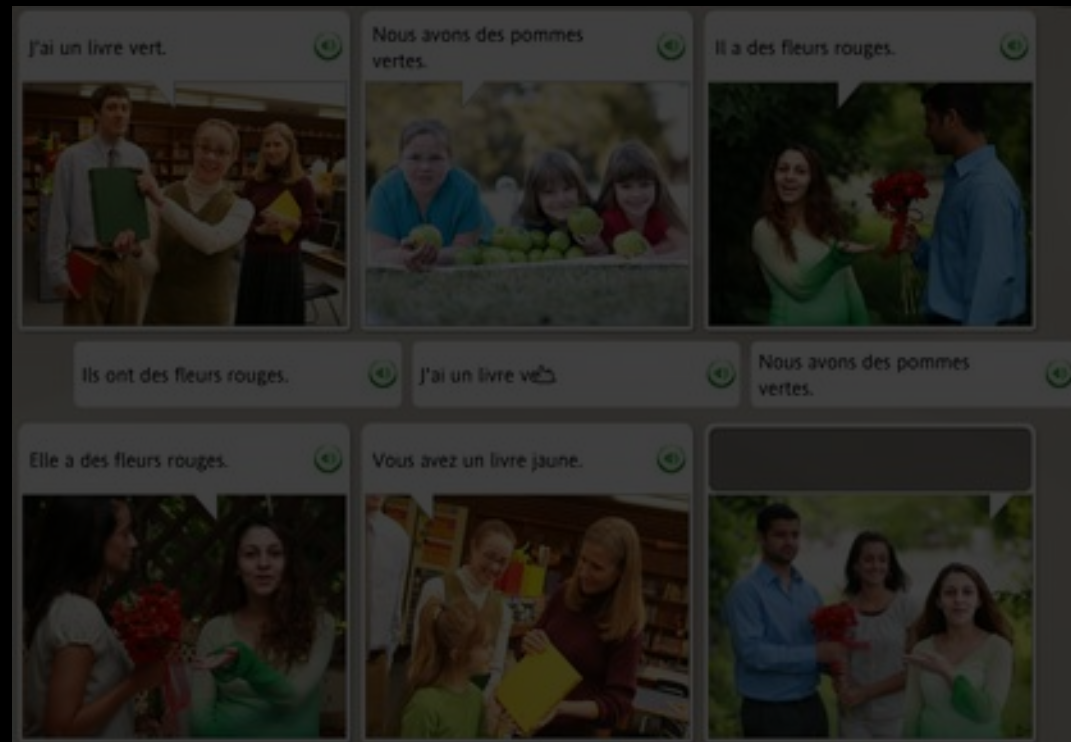 J'ai un livre vert.
Nous avons des pommes
vertes.
Il a des fleurs rouges.
Ils ont des fleurs rouges.
J'ai un livre
Nous avons des pommes
vertes.
Elle a des fleurs rouges.
Vous avez un livre jaune.